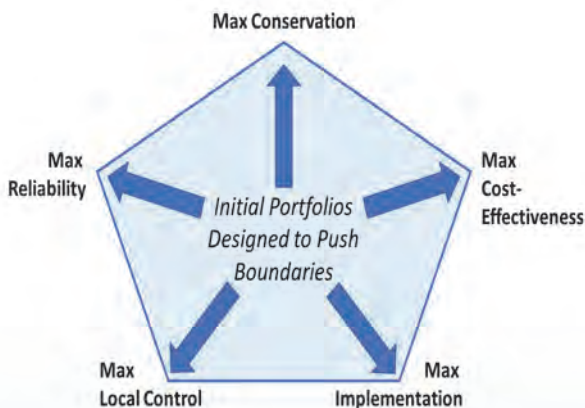 Max Conservation
Max
Reliability
Max
Cost-
Effectiveness
Initial Portfolios
Designed to Push
Boundaries
Max
Local Control
Max
Implementation